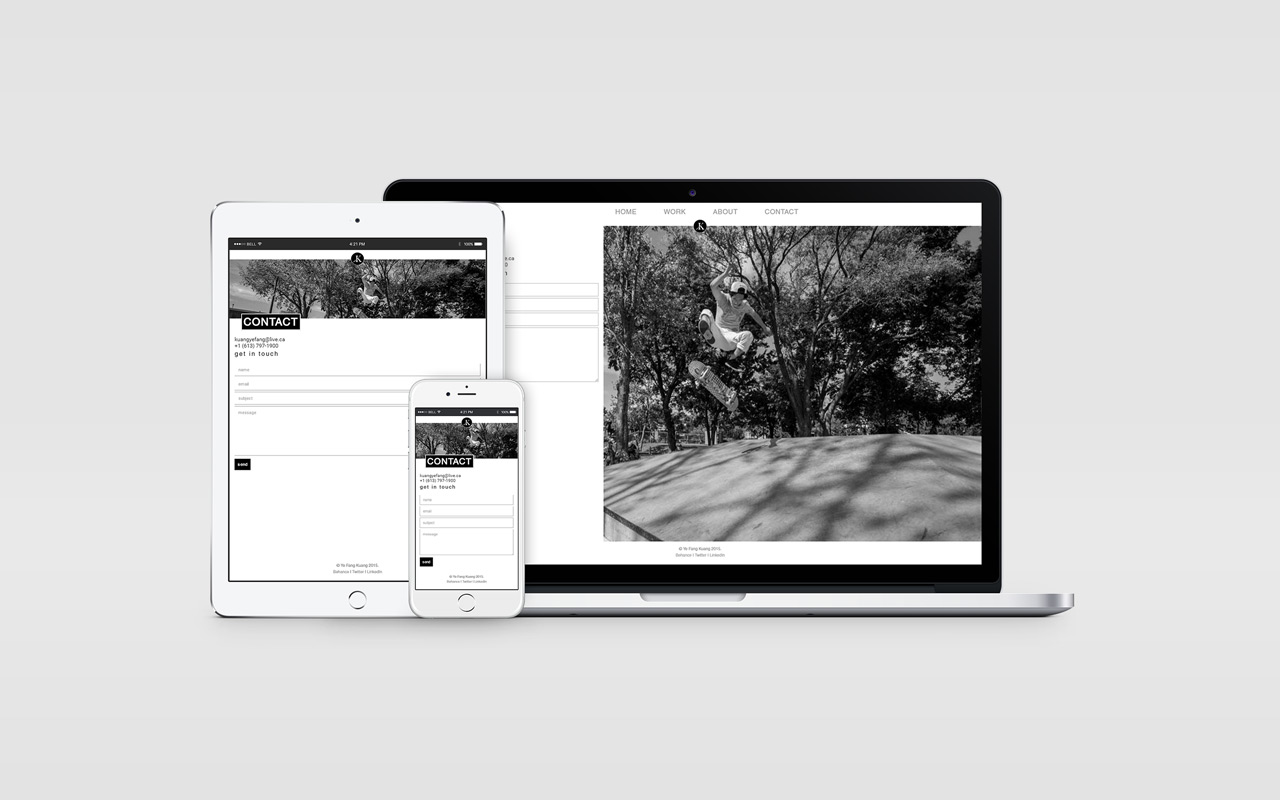 HOME WORK ABOUT CONTACT
K
e.ca
0
h
© Ye Fang Kuang 2015.
Behance | Twitter | LinkedIn
BELL 4:21 PM 100%
K
CONTACT
kuangyefang@live.ca
+1 (613) 797-1900
get in touch
name
email
subject
message
send
© Ye Fang Kuang 2015.
Behance | Twitter | LinkedIn
BELL 4:21 PM 100%
K
CONTACT
kuangyefang@live.ca
+1 (613) 797-1900
get in touch
name
email
subject
message
send
© Ye Fang Kuang 2015.
Behance | Twitter | LinkedIn